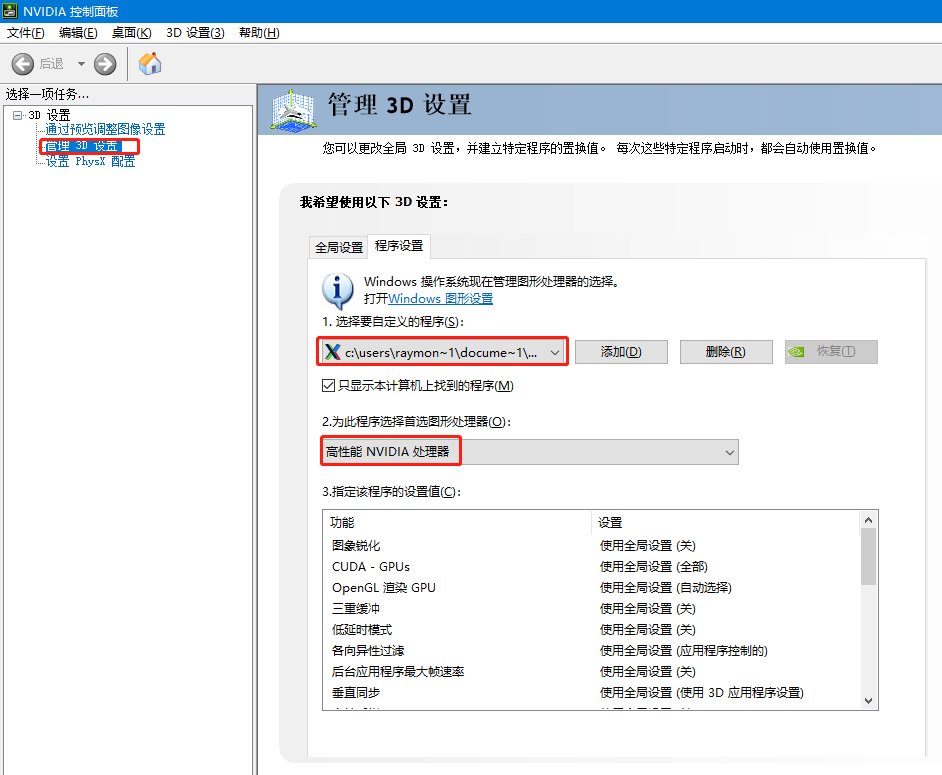 NVIDIA 控制面板
文件(F) 编辑(E) 桌面(K) 3D 设置(3) 帮助(H)
后退
选择一项任务...
3D 设置
通过预览调整图像设置
管理 3D 设置
设置 PhysX 配置
管理 3D 设置
您可以更改全局 3D 设置，并建立特定程序的置换值。 每次这些特定程序启动时，都会自动使用置换值。
我希望使用以下 3D 设置：
全局设置 程序设置
Windows 操作系统现在管理图形处理器的选择。
打开Windows 图形设置
1. 选择要自定义的程序(S)：
c:\users\raymon~1\docume~1\... 添加(D) 删除(R) 恢复(T)
只显示本计算机上找到的程序(M)
2.为此程序选择首选图形处理器(O)：
高性能 NVIDIA 处理器
3.指定该程序的设置值(C)：
功能 设置
图象锐化 使用全局设置 (关)
CUDA - GPUs 使用全局设置 (全部)
OpenGL 渲染 GPU 使用全局设置 (自动选择)
三重缓冲 使用全局设置 (关)
低延时模式 使用全局设置 (关)
各向异性过滤 使用全局设置 (应用程序控制的)
后台应用程序最大帧速率 使用全局设置 (关)
垂直同步 使用全局设置 (使用 3D 应用程序设置)